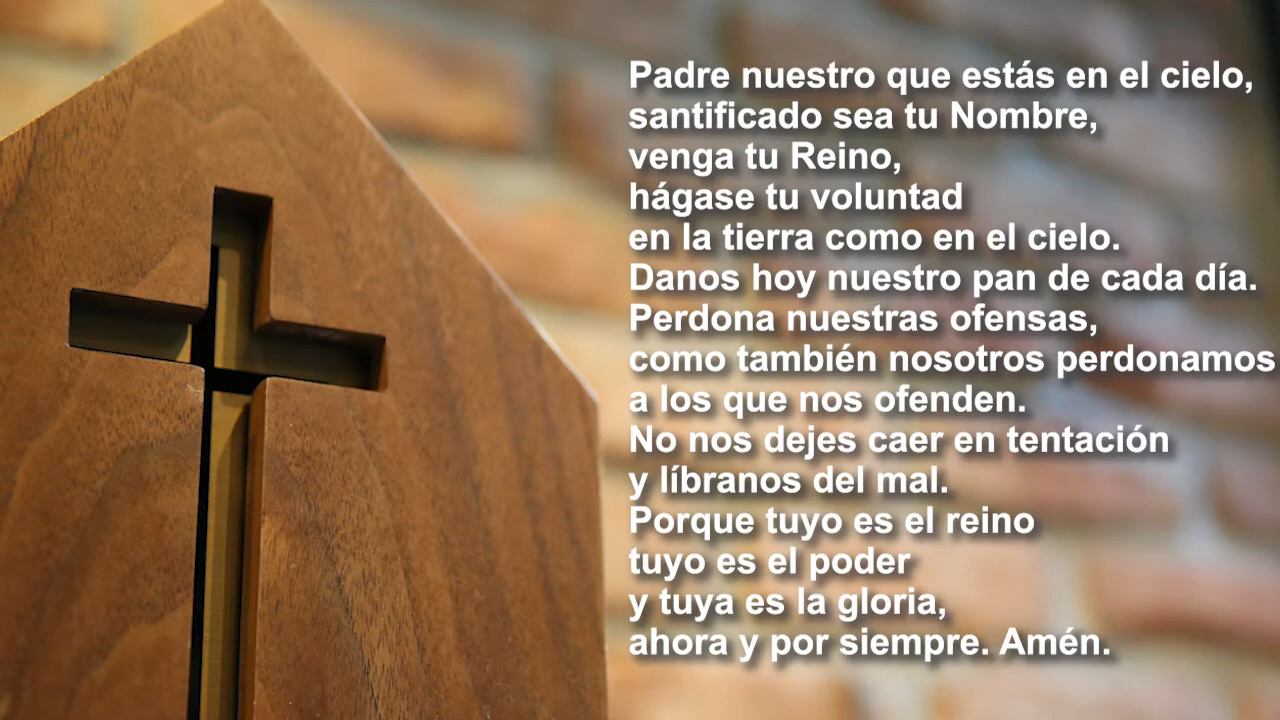 Padre nuestro que estás en el cielo,
santificado sea tu Nombre,
venga tu Reino,
hágase tu voluntad
en la tierra como en el cielo.
Danos hoy nuestro pan de cada día.
Perdona nuestras ofensas,
como también nosotros perdonamos
a los que nos ofenden.
No nos dejes caer en tentación
y líbranos del mal.
Porque tuyo es el reino
tuyo es el poder
y tuya es la gloria,
ahora y por siempre. Amén.